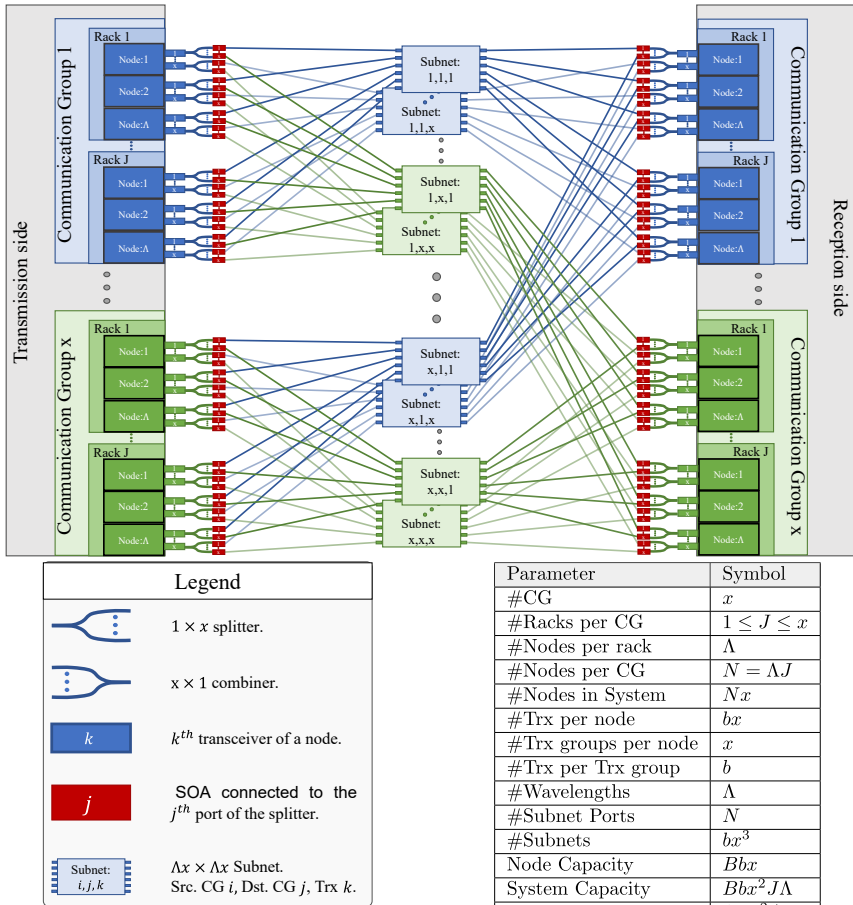 Transmission side
Communication Group 1
Rack 1
Node:1
Node:2
Node:Λ
Rack J
Node:1
Node:2
Node:Λ
Communication Group x
Rack 1
Node:1
Node:2
Node:Λ
Rack J
Node:1
Node:2
Node:Λ
Subnet:
1,1,1
Subnet:
1,1,x
Subnet:
1,x,1
Subnet:
1,x,x
Subnet:
x,1,1
Subnet:
x,1,x
Subnet:
x,x,1
Subnet:
x,x,x
Reception side
Communication Group 1
Rack 1
Node:1
Node:2
Node:Λ
Rack J
Node:1
Node:2
Node:Λ
Communication Group x
Rack 1
Node:1
Node:2
Node:Λ
Rack J
Node:1
Node:2
Node:Λ
Legend
1 × x splitter.
x × 1 combiner.
k
k^th transceiver of a node.
j
SOA connected to the
j^th port of the splitter.
Subnet:
i, j, k
Λx × Λx Subnet.
Src. CG i, Dst. CG j, Trx k.
Parameter Symbol
#CG x
#Racks per CG 1 ≤ J ≤ x
#Nodes per rack Λ
#Nodes per CG N = ΛJ
#Nodes in System Nx
#Trx per node bx
#Trx groups per node x
#Trx per Trx group b
#Wavelengths Λ
#Subnet Ports N
#Subnets bx³
Node Capacity Bbx
System Capacity Bbx²JΛ